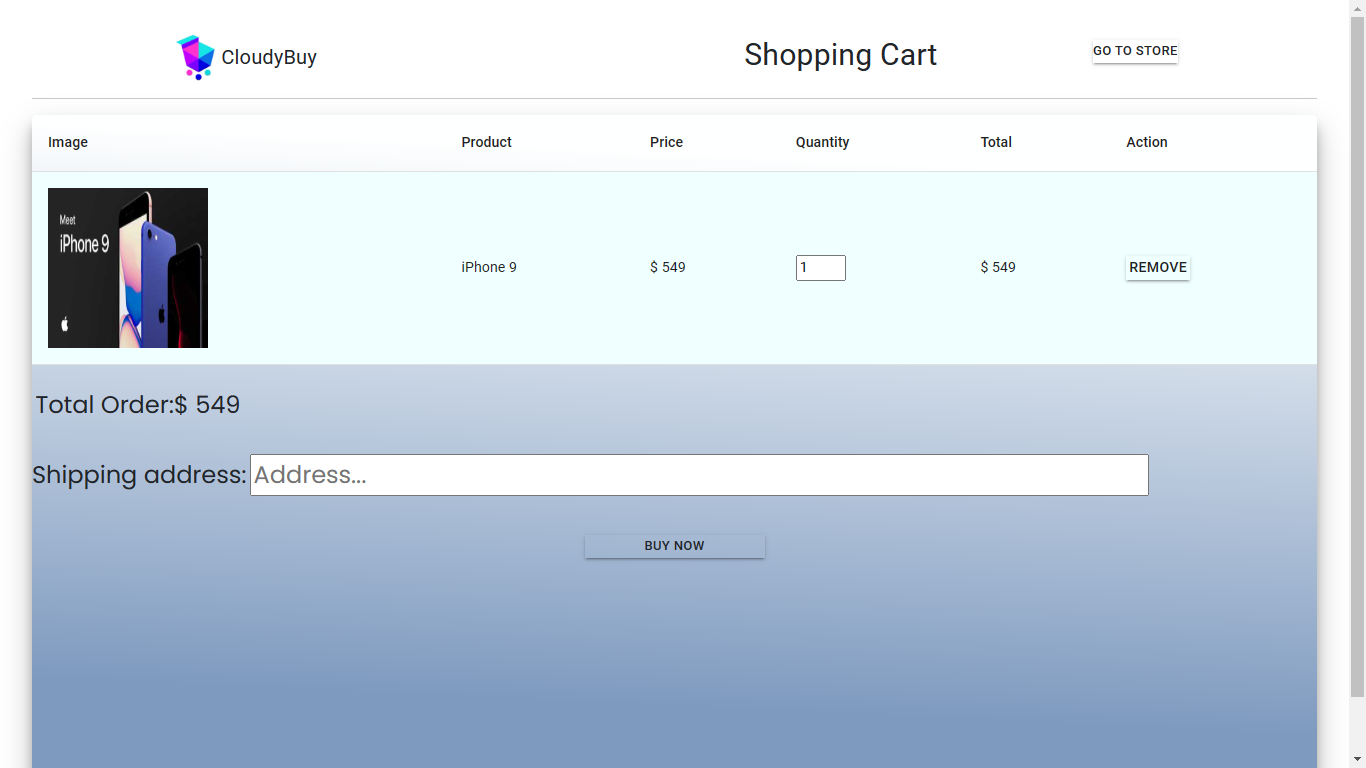 CloudyBuy
Shopping Cart
GO TO STORE
Image Product Price Quantity Total Action
Meet
iPhone 9
iPhone 9 $ 549 1 $ 549 REMOVE
Total Order:$ 549
Shipping address: Address...
BUY NOW